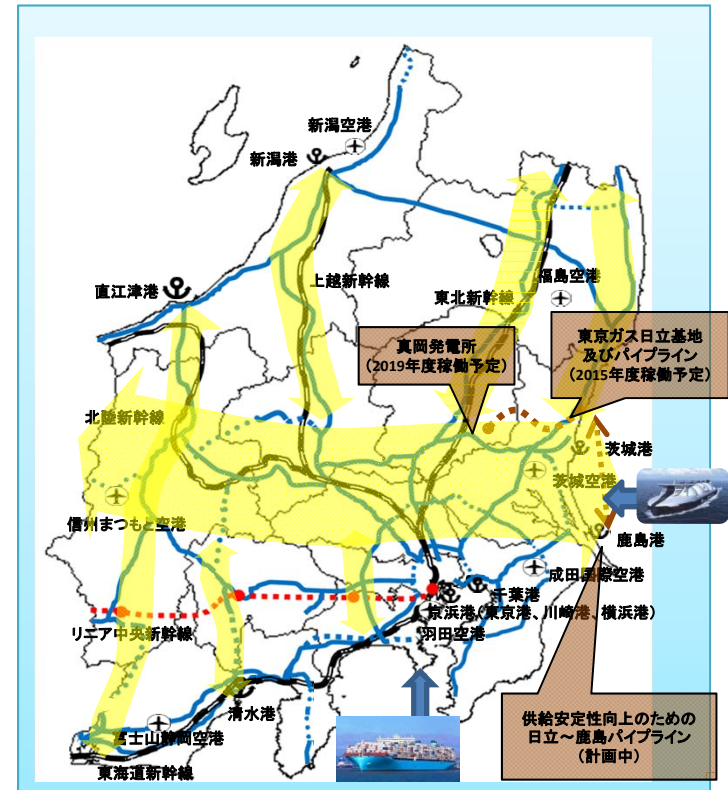 新潟空港
新潟港
上越新幹線
直江津港
東北新幹線
福島空港
真岡発電所
(2019年度稼働予定)
東京ガス日立基地
及びパイプライン
(2015年度稼働予定)
北陸新幹線
茨城港
茨城空港
信州まつもと空港
鹿島港
成田国際空港
千葉港
京浜港(東京港、川崎港、横浜港)
リニア中央新幹線
羽田空港
清水港
富士山静岡空港
東海道新幹線
供給安定性向上のための
日立～鹿島パイプライン
(計画中)